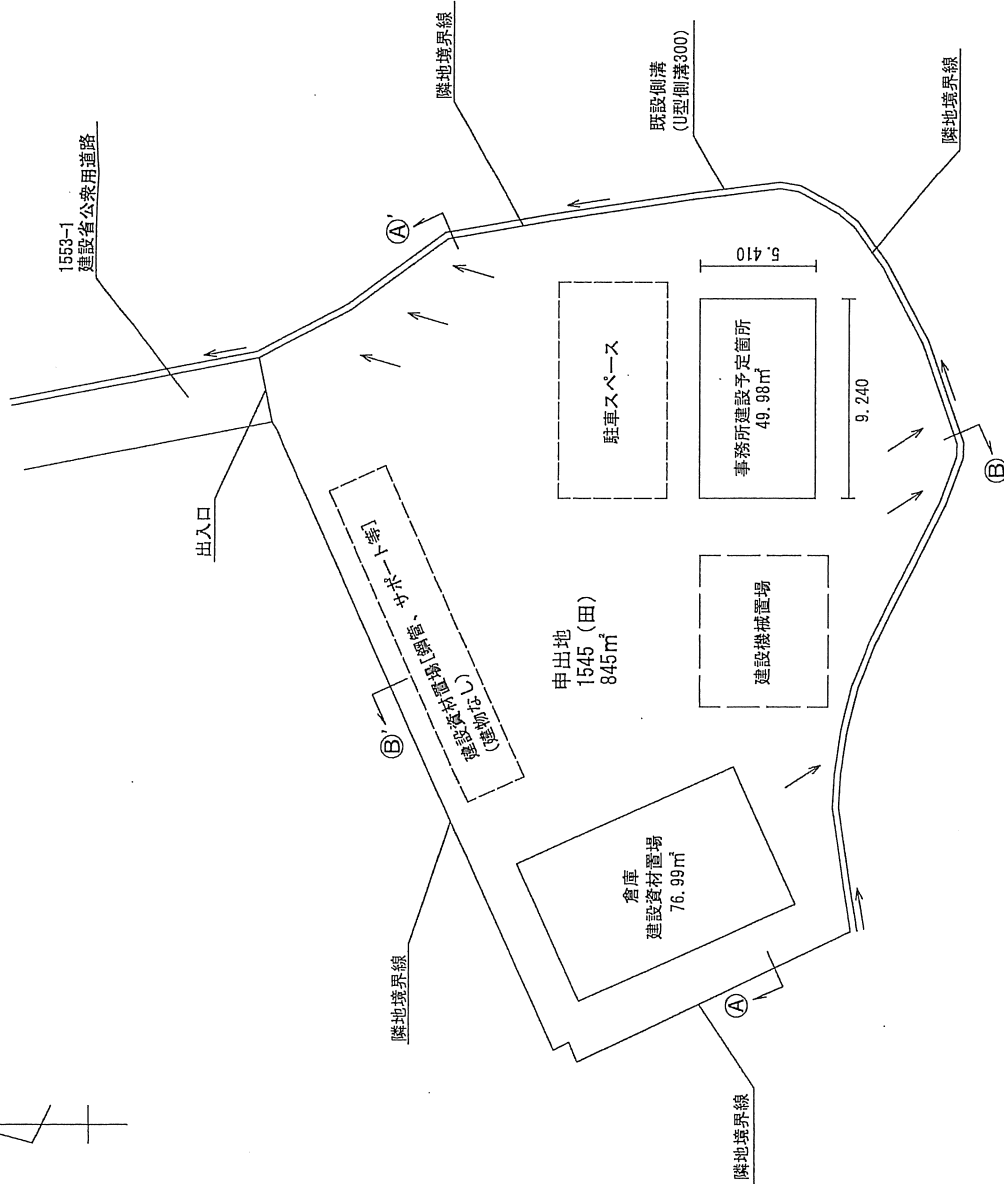 1553-1
建設省公衆用道路
隣地境界線
既設側溝
(U型側溝300)
隣地境界線
出入口
A'
5.410
駐車スペース
事務所建設予定箇所
49.98㎡
9.240
建設資材置場[鋼管、サポート等]
(建物なし)
B'
申出地
1545 (田)
845㎡
建設機械置場
B
倉庫
建設資材置場
76.99㎡
A
隣地境界線
隣地境界線